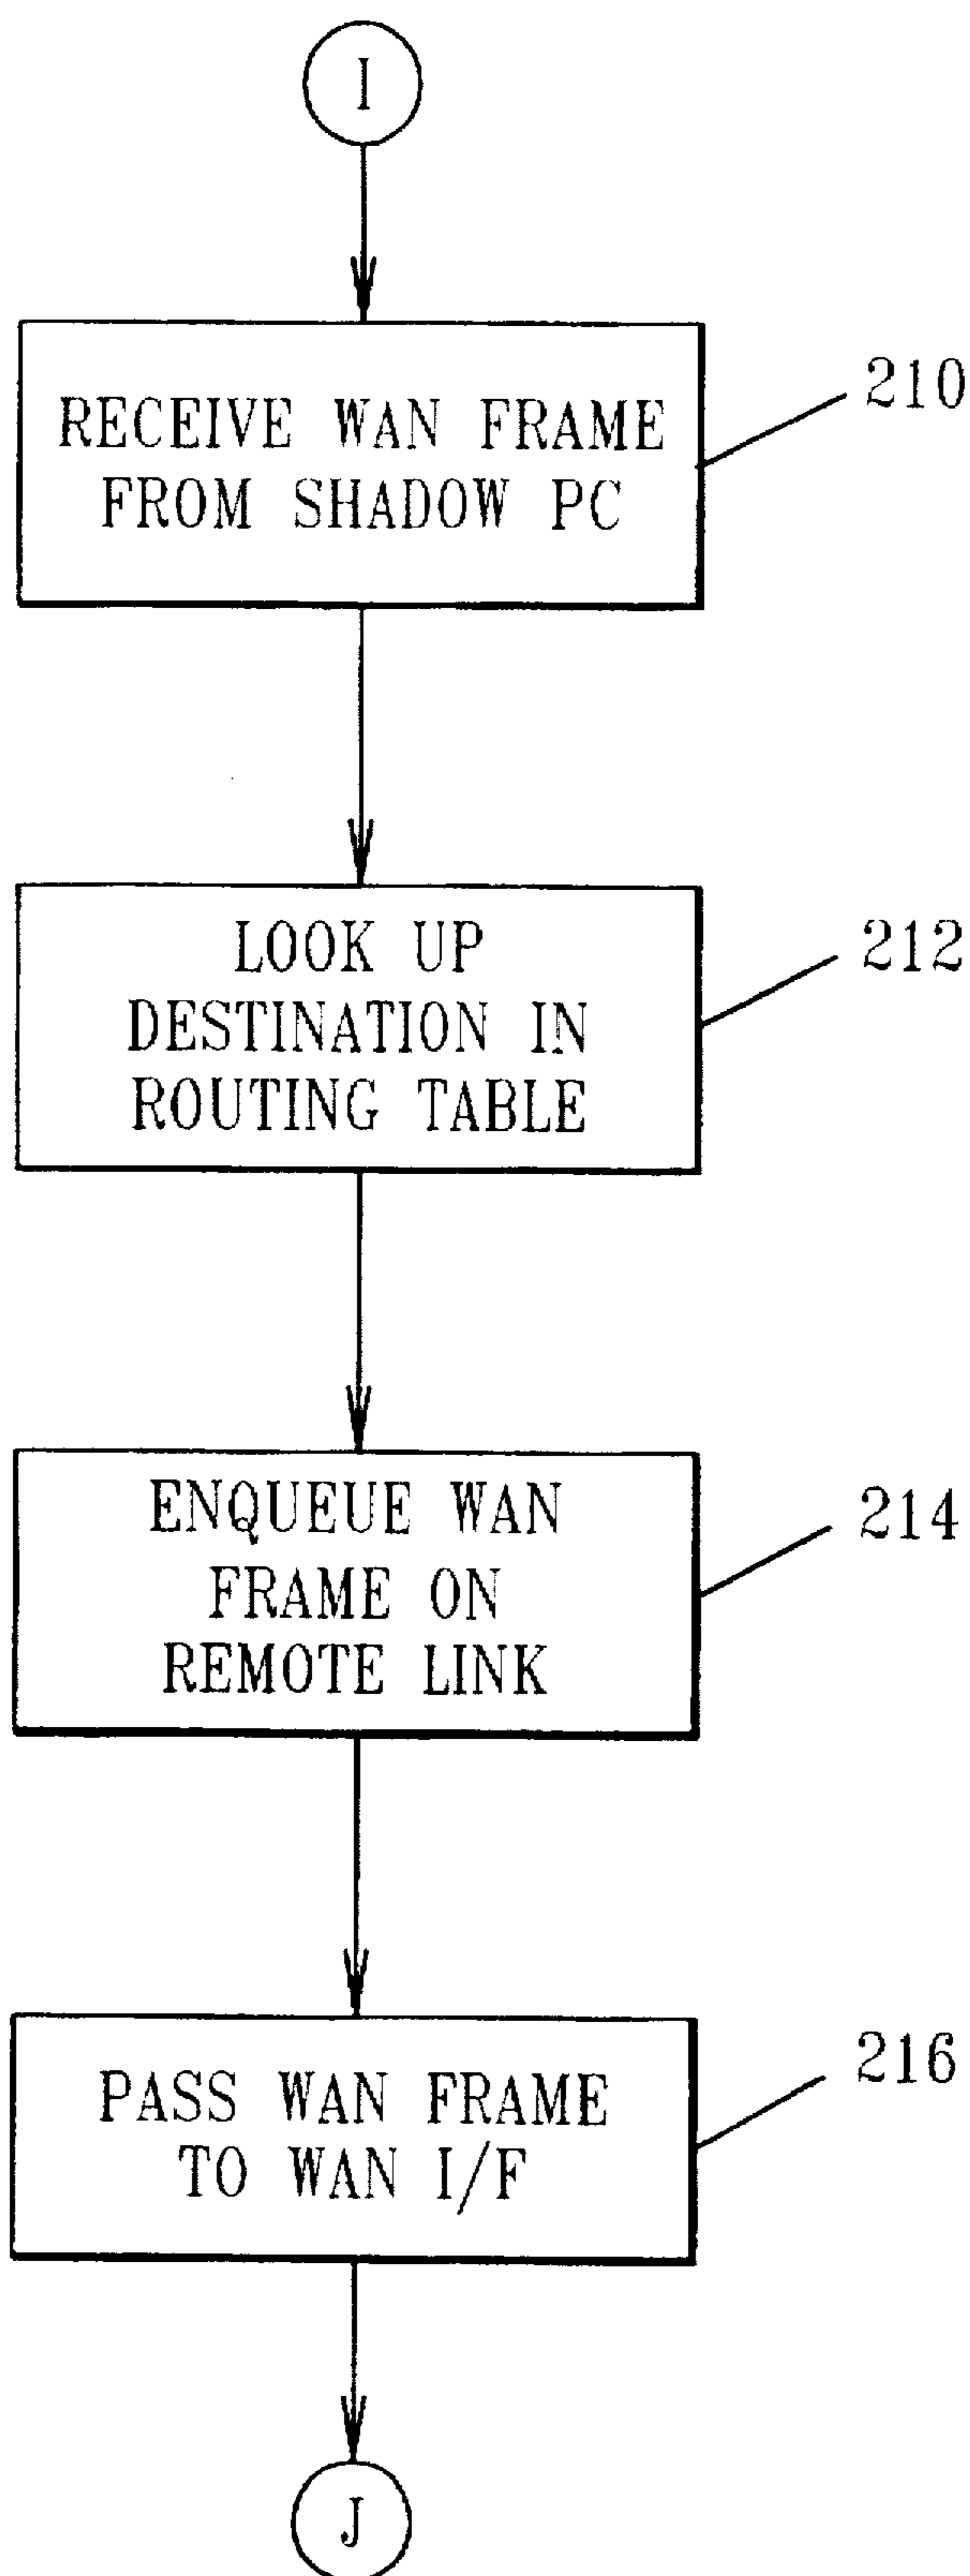 I
RECEIVE WAN FRAME
FROM SHADOW PC
210
LOOK UP
DESTINATION IN
ROUTING TABLE
212
ENQUEUE WAN
FRAME ON
REMOTE LINK
214
PASS WAN FRAME
TO WAN I/F
216
J